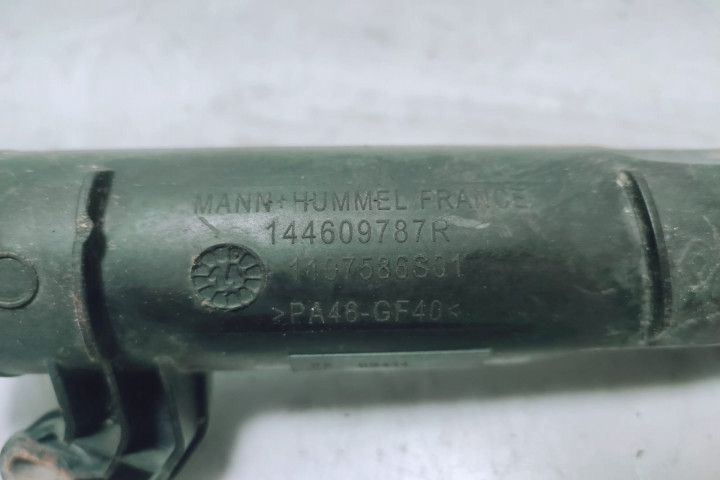 MANN+HUMMEL FRANCE
144609787R
>PA46-GF40<